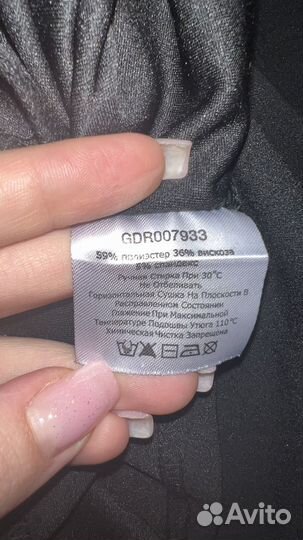 GDR007933
59% полиэстер 36% вискоза
5% спандекс
Ручная Стирка При 30°C
Не Отбеливать
Горизонтальная Сушка На Плоскости В
Расправленном Состоянии
Глажение При Максимальной
Температуре Подошвы Утюга 110°C
Химическая Чистка Запрещена
Avito